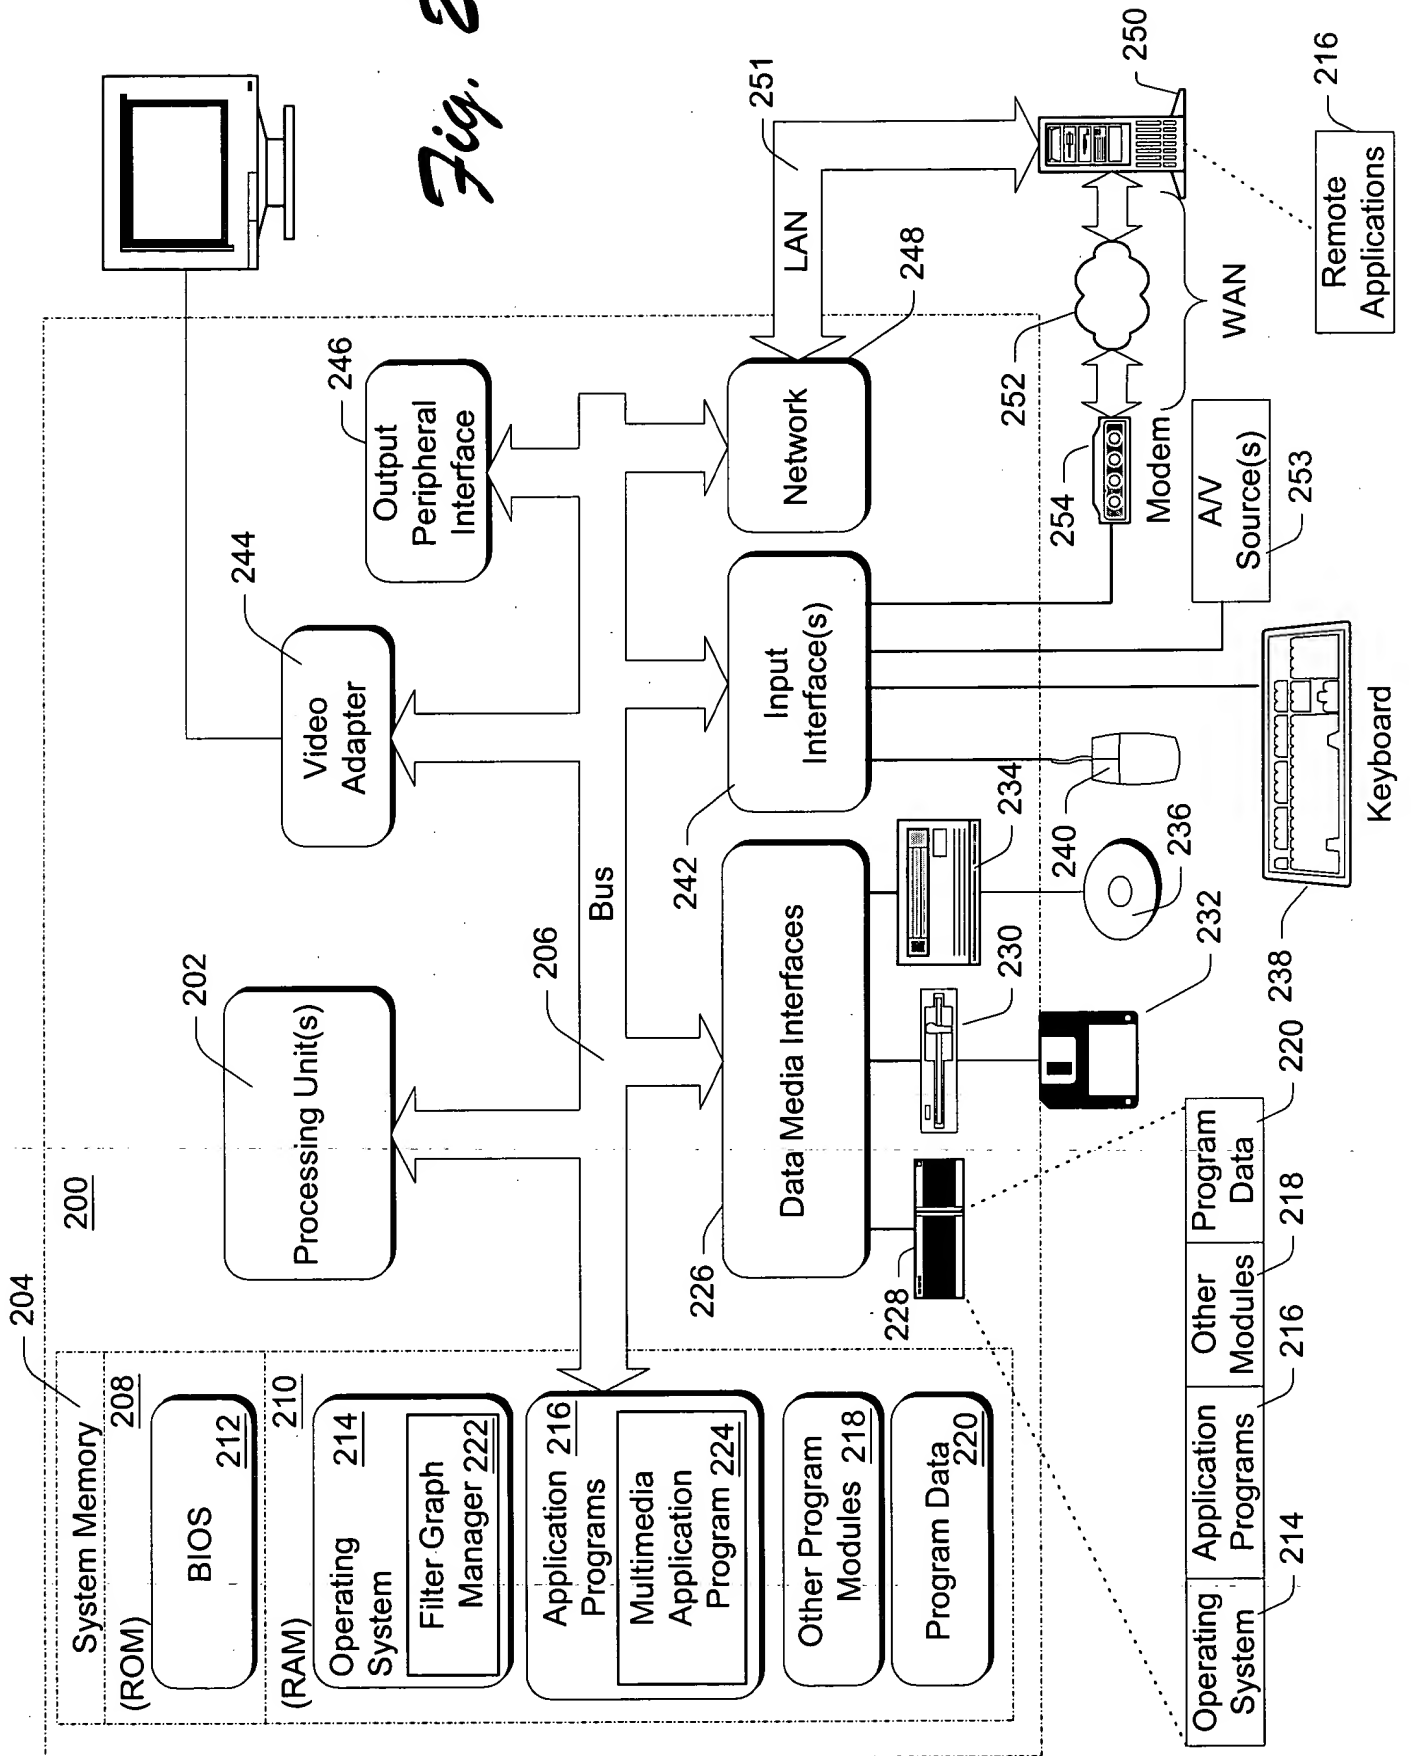 204
200
System Memory
(ROM) 208
BIOS
212
(RAM) 210
Operating
System
214
Filter Graph
Manager 222
Application 216
Programs
Multimedia
Application
Program 224
Other Program
Modules 218
Program Data
220
202
Processing Unit(s)
244
Video
Adapter
246
Output
Peripheral
Interface
Bus
206
226
Data Media Interfaces
242
Input
Interface(s)
Network
248
LAN
251
228
230
234
240
236
232
238
Keyboard
254
Modem
252
WAN
250
A/V
Source(s)
253
Remote
Applications
216
Operating
System
Application
Programs
Other
Modules
Program
Data
214
216
218
220
Fig. 2